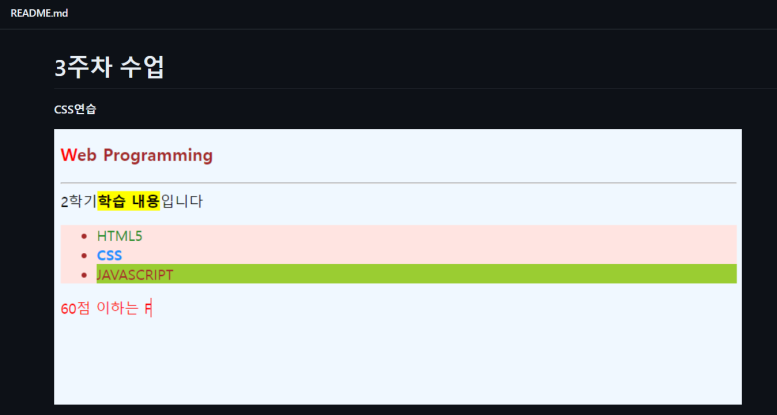 README.md
3주차 수업
CSS연습
Web Programming
2학기학습 내용입니다
HTML5
CSS
JAVASCRIPT
60점 이하는 F